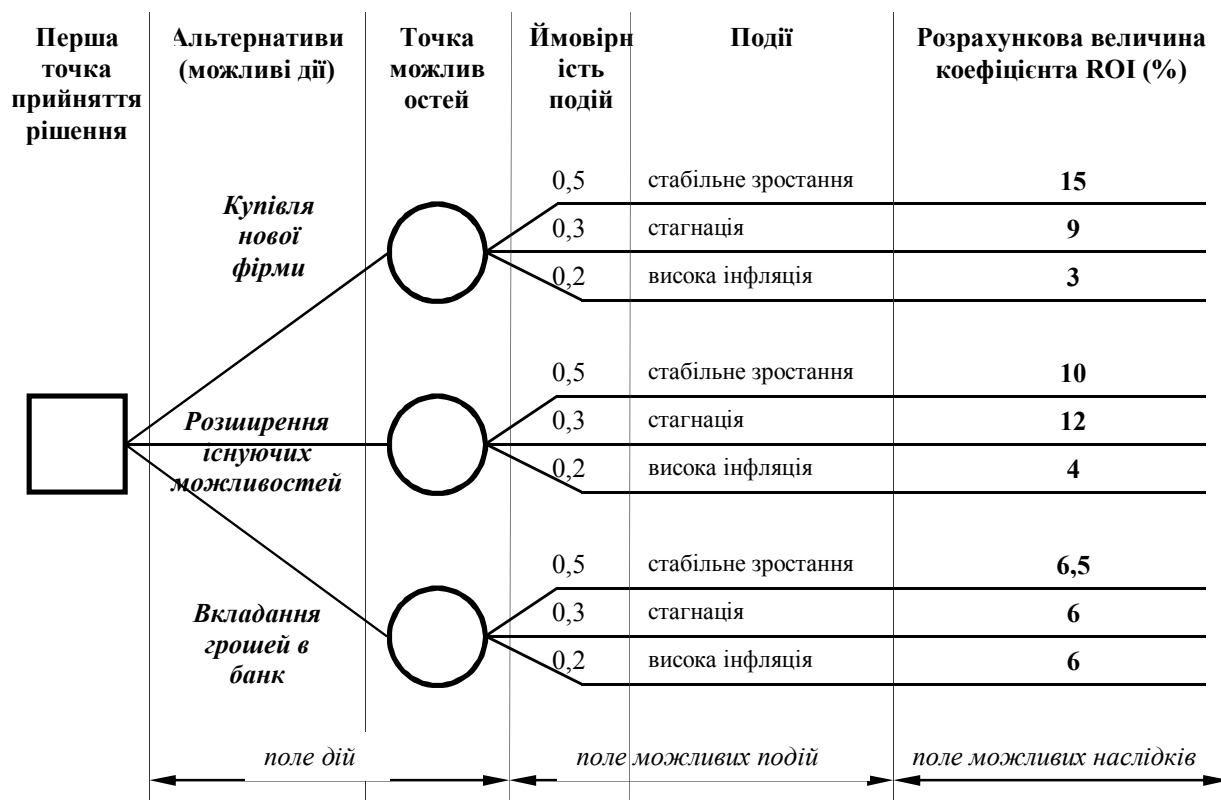 Перша
точка
прийняття
рішення
Альтернативи
(можливі дії)
Точка
можлив
остей
Ймовірн
ість
подій
Події
Розрахункова величина
коефіцієнта ROI (%)
Купівля
нової
фірми
0,5 стабільне зростання 15
0,3 стагнація 9
0,2 висока інфляція 3
Розширення
існуючих
можливостей
0,5 стабільне зростання 10
0,3 стагнація 12
0,2 висока інфляція 4
Вкладання
грошей в
банк
0,5 стабільне зростання 6,5
0,3 стагнація 6
0,2 висока інфляція 6
поле дій
поле можливих подій
поле можливих наслідків